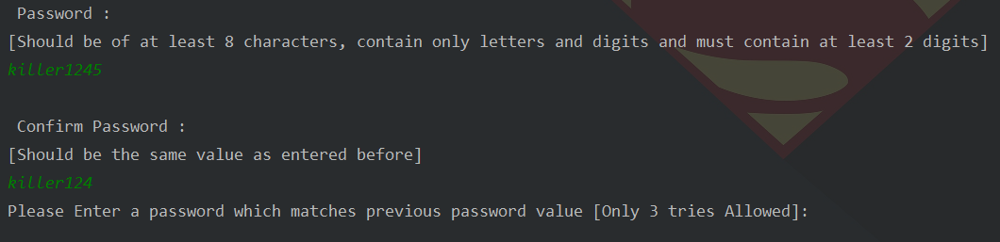 Password :
[Should be of at least 8 characters, contain only letters and digits and must contain at least 2 digits]
killer1245
Confirm Password :
[Should be the same value as entered before]
killer124
Please Enter a password which matches previous password value [Only 3 tries Allowed]: